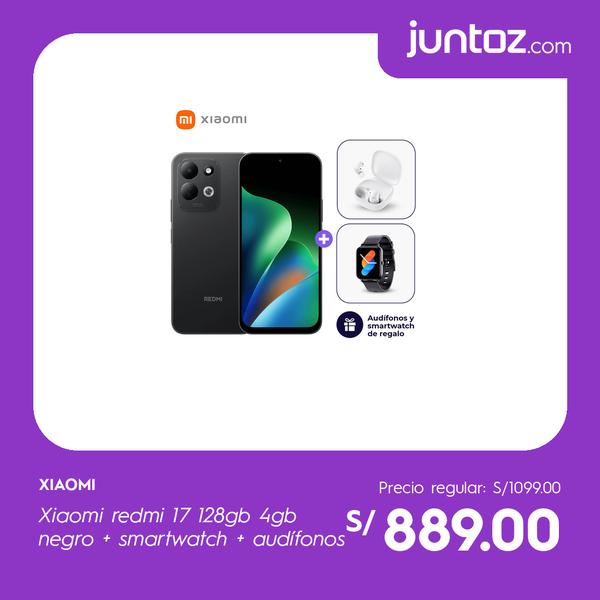 juntoz.com
mi xiaomi
REDMI
Audífonos y
smartwatch
de regalo
XIAOMI
Precio regular: S/1099.00
Xiaomi redmi 17 128gb 4gb
negro + smartwatch + audífonos
S/ 889.00